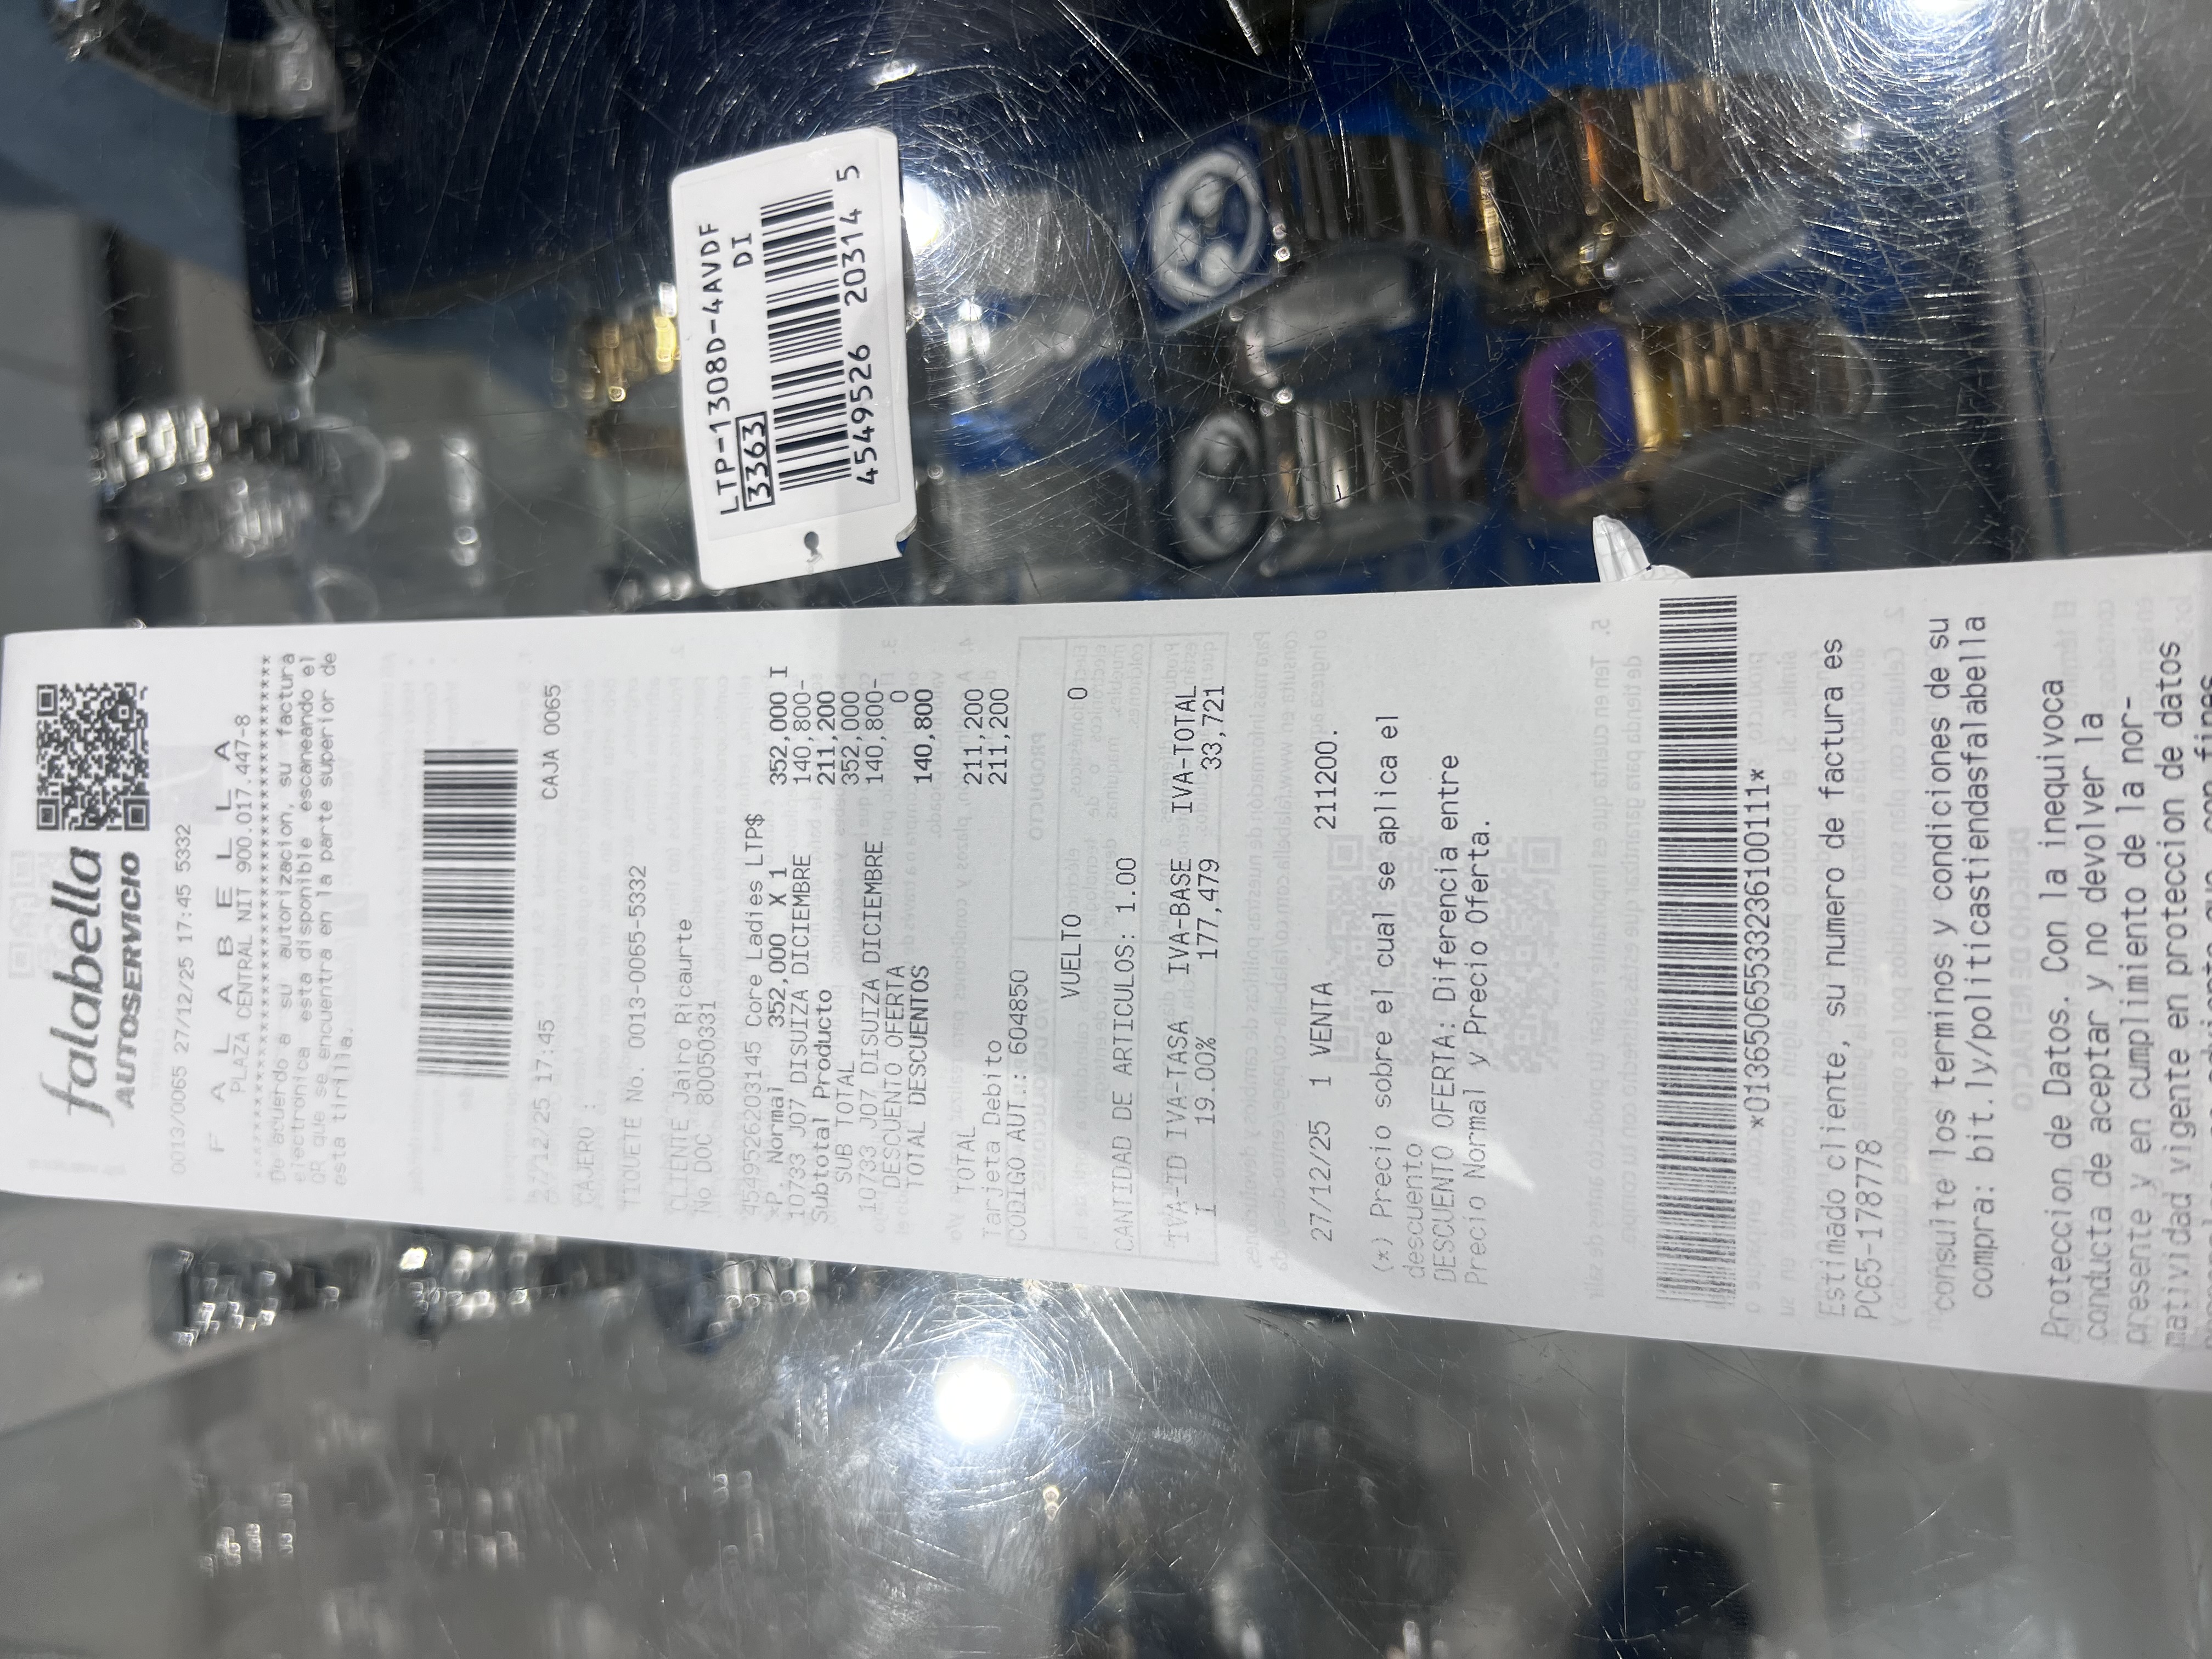 falabella
AUTOSERVICIO
0013/0065 27/12/25 17:45 5332
F A L A B E L L A
PLAZA CENTRAL NIT 900.017.447-8
De acuerdo a su autorizacion, su factura
electronica esta disponible escaneando el
QR que se encuentra en la parte superior de
esta tirilla.
27/12/25 17:45 CAJA 0065
CAJERO :
TIQUETE No. 0013-0065-5332
CLIENTE Jairo Ricaurte
No DOC 800500331
4549526203145 Core Ladies LTP$
*P. Normal 352,000 X 1 352,000 I
10733 J07 DISUIZA DICIEMBRE 140,800-
Subtotal Producto 211,200
SUB TOTAL 352,000
10733 J07 DISUIZA DICIEMBRE 140,800-
DESCUENTO OFERTA 0
TOTAL DESCUENTOS 140,800
TOTAL 211,200
Tarjeta Debito 211,200
CODIGO AUT.: 604850
VUELTO 0
CANTIDAD DE ARTICULOS: 1.00
IVA-ID IVA-TASA IVA-BASE IVA-TOTAL
I 19.00% 177,479 33,721
27/12/25 1 VENTA 211200.
(*) Precio sobre el cual se aplica el
descuento
DESCUENTO OFERTA: Diferencia entre
Precio Normal y Precio Oferta.
*01365065533236100111*
Estimado cliente, su numero de factura es
PC65-178778
consulte los terminos y condiciones de su
compra: bit.ly/politicastiendasfalabella
Proteccion de Datos. Con la inequivoca
conducta de aceptar y no devolver la
presente y en cumplimiento de la nor-
matividad vigente en proteccion de datos
LTP-1308D-4AVDF
3363 DI
4549526 20314 5